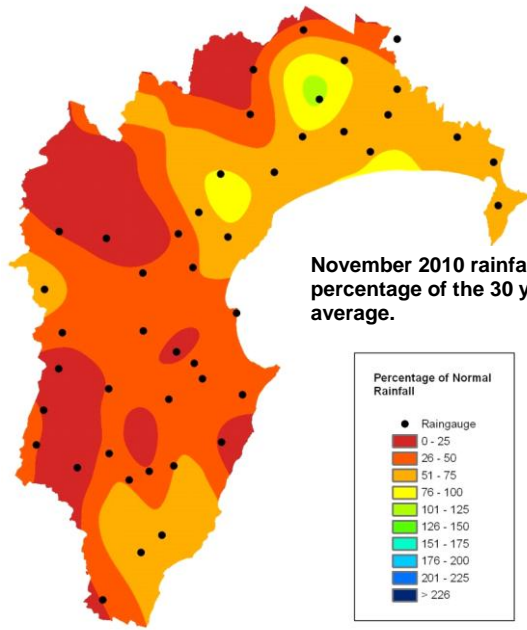 November 2010 rainfa
percentage of the 30 y
average.
Percentage of Normal
Rainfall
Raingauge
0 - 25
26 - 50
51 - 75
76 - 100
101 - 125
126 - 150
151 - 175
176 - 200
201 - 225
> 226